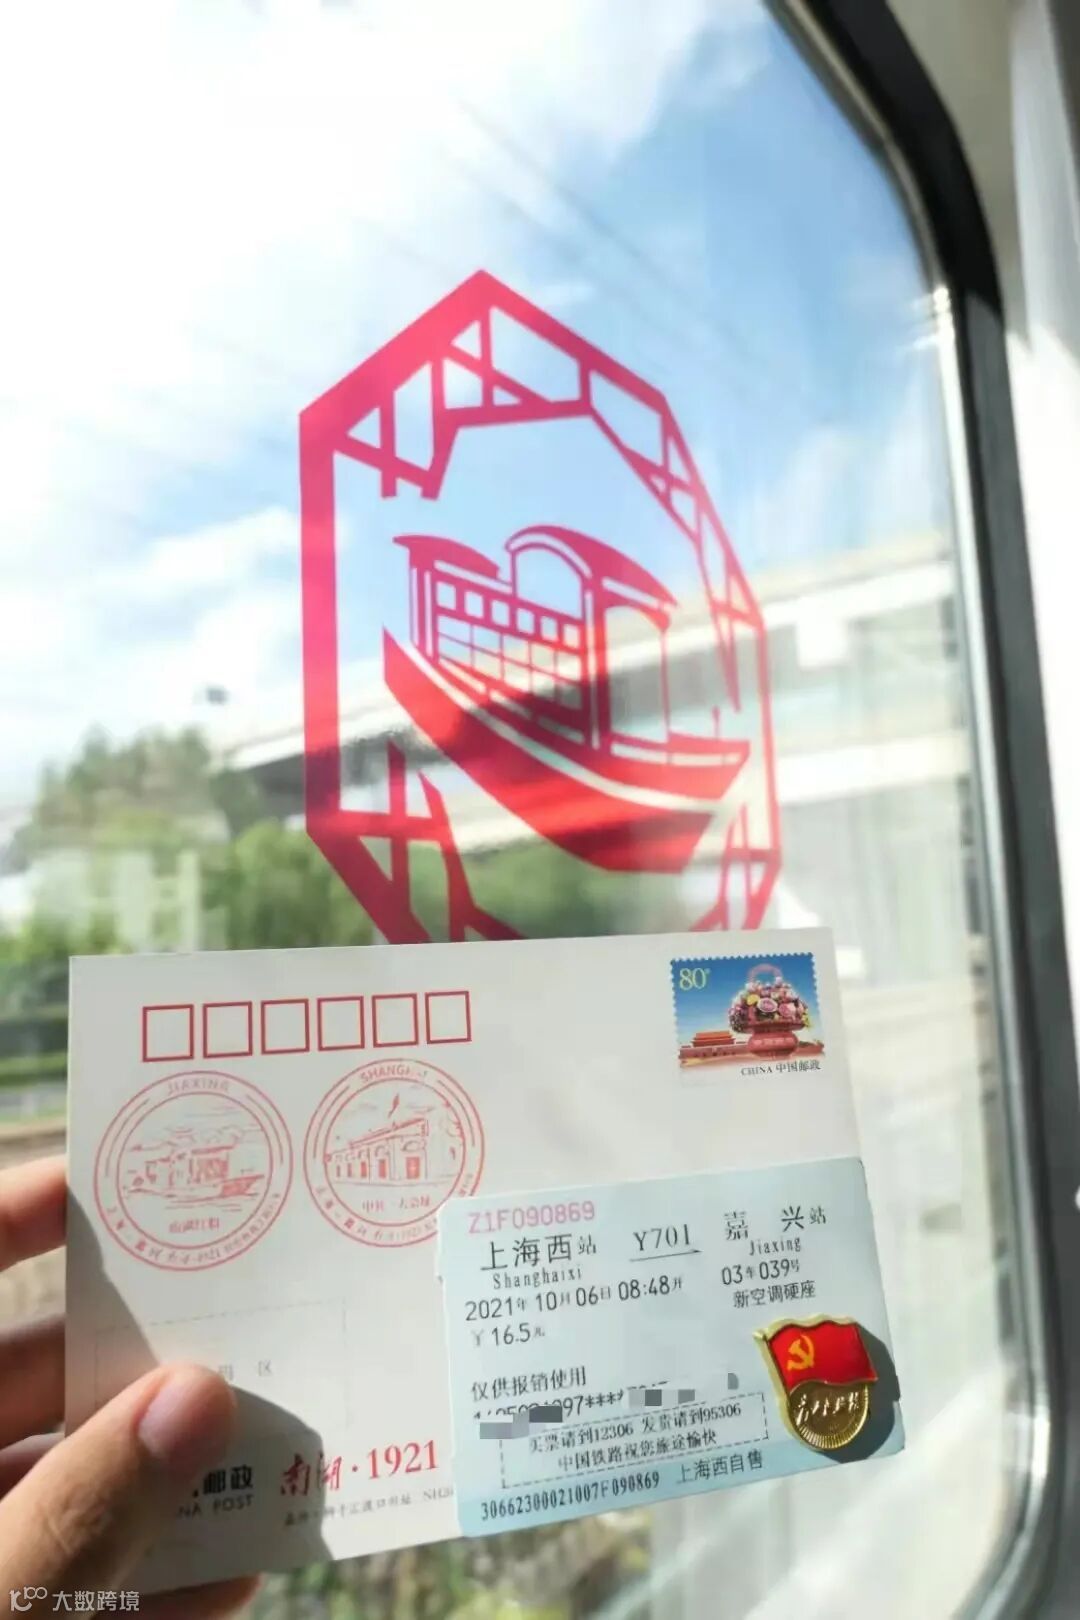 80分
CHINA 中国邮政
JIAXING
SHANGHAI
南湖红船
中共一大会址
Z1F090869
上海西站 Y701 嘉兴站
Shanghaixi Jiaxing
2021年10月06日08:48开 03车039号
￥16.5元 新空调硬座
仅供报销使用
买票请到12306 发货请到95306
中国铁路祝您旅途愉快
30662300021007F090869 上海西自售
为人民服务
邮政
NA POST
南湖·1921
大数跨境